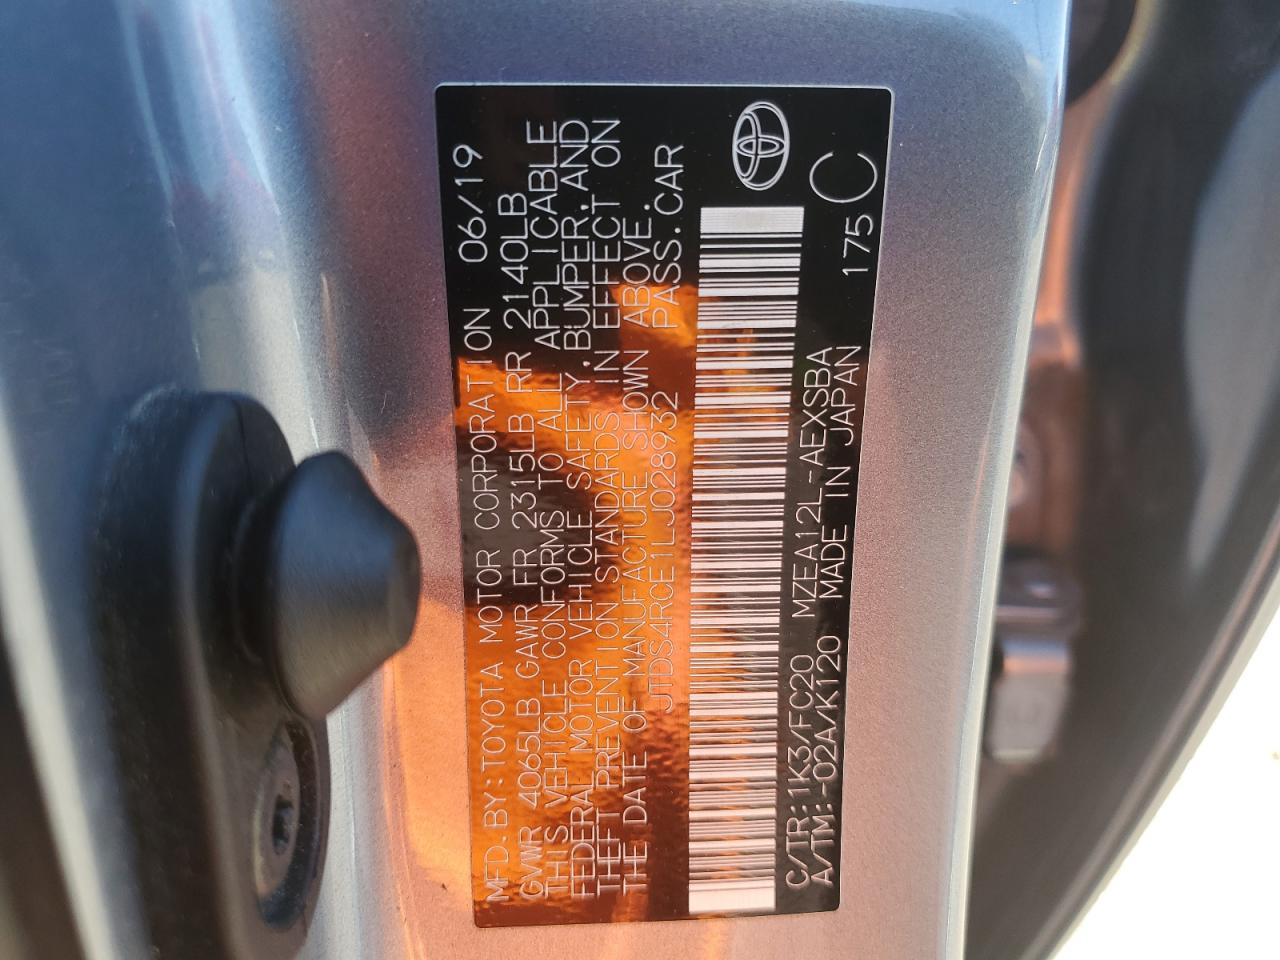 MFD.BY:TOYOTA MOTOR CORPORATION 06/19
GVWR 4065LB GAWR FR 2315LB RR 2140LB
THIS VEHICLE CONFORMS TO ALL APPLICABLE
FEDERAL MOTOR VEHICLE SAFETY, BUMPER, AND
THEFT PREVENTION STANDARDS IN EFFECT ON
THE DATE OF MANUFACTURE SHOWN ABOVE.
JTDS4RCE1LJ028932 PASS.CAR
C/TR:1K3/FC20 MZEA12L-AEXSBA
A/TM:-02A/K120 MADE IN JAPAN 175 C